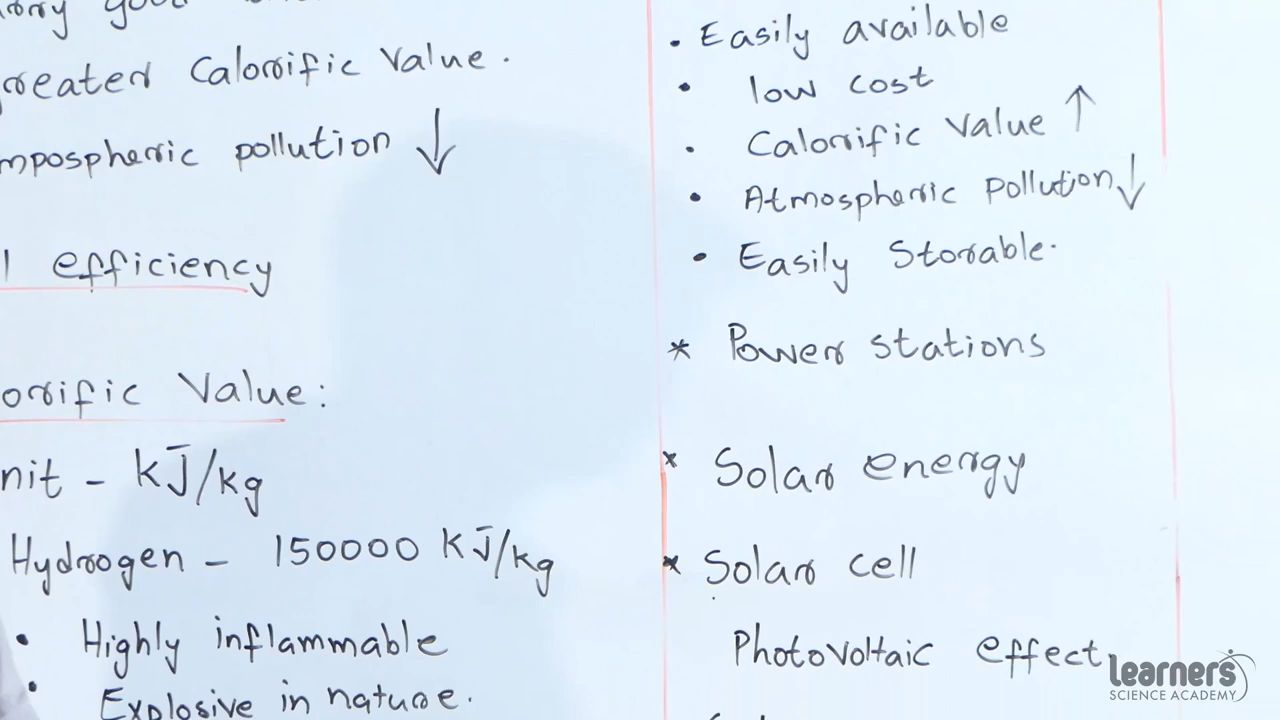 good
reater Calorific Value.
mpospheric pollution ↓
l efficiency
orific Value:
nit - kJ/kg
Hydrogen - 150000 kJ/kg
• Highly inflammable
• Explosive in nature.
• Easily available
• low cost
• Calorific Value ↑
• Atmospheric pollution ↓
• Easily Storable.
* Power stations
* Solar energy
* Solar cell
Photovoltaic effect.
learners'
SCIENCE ACADEMY